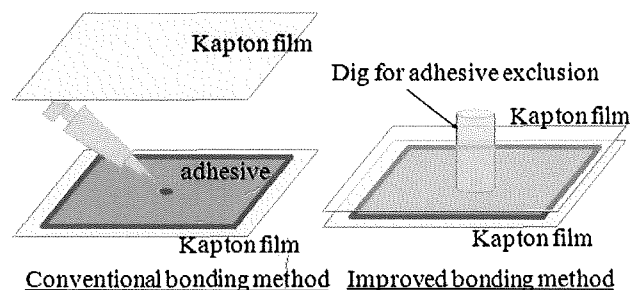 Kapton film
Dig for adhesive exclusion
Kapton film
adhesive
Kapton film
Kapton film
Conventional bonding method
Improved bonding method